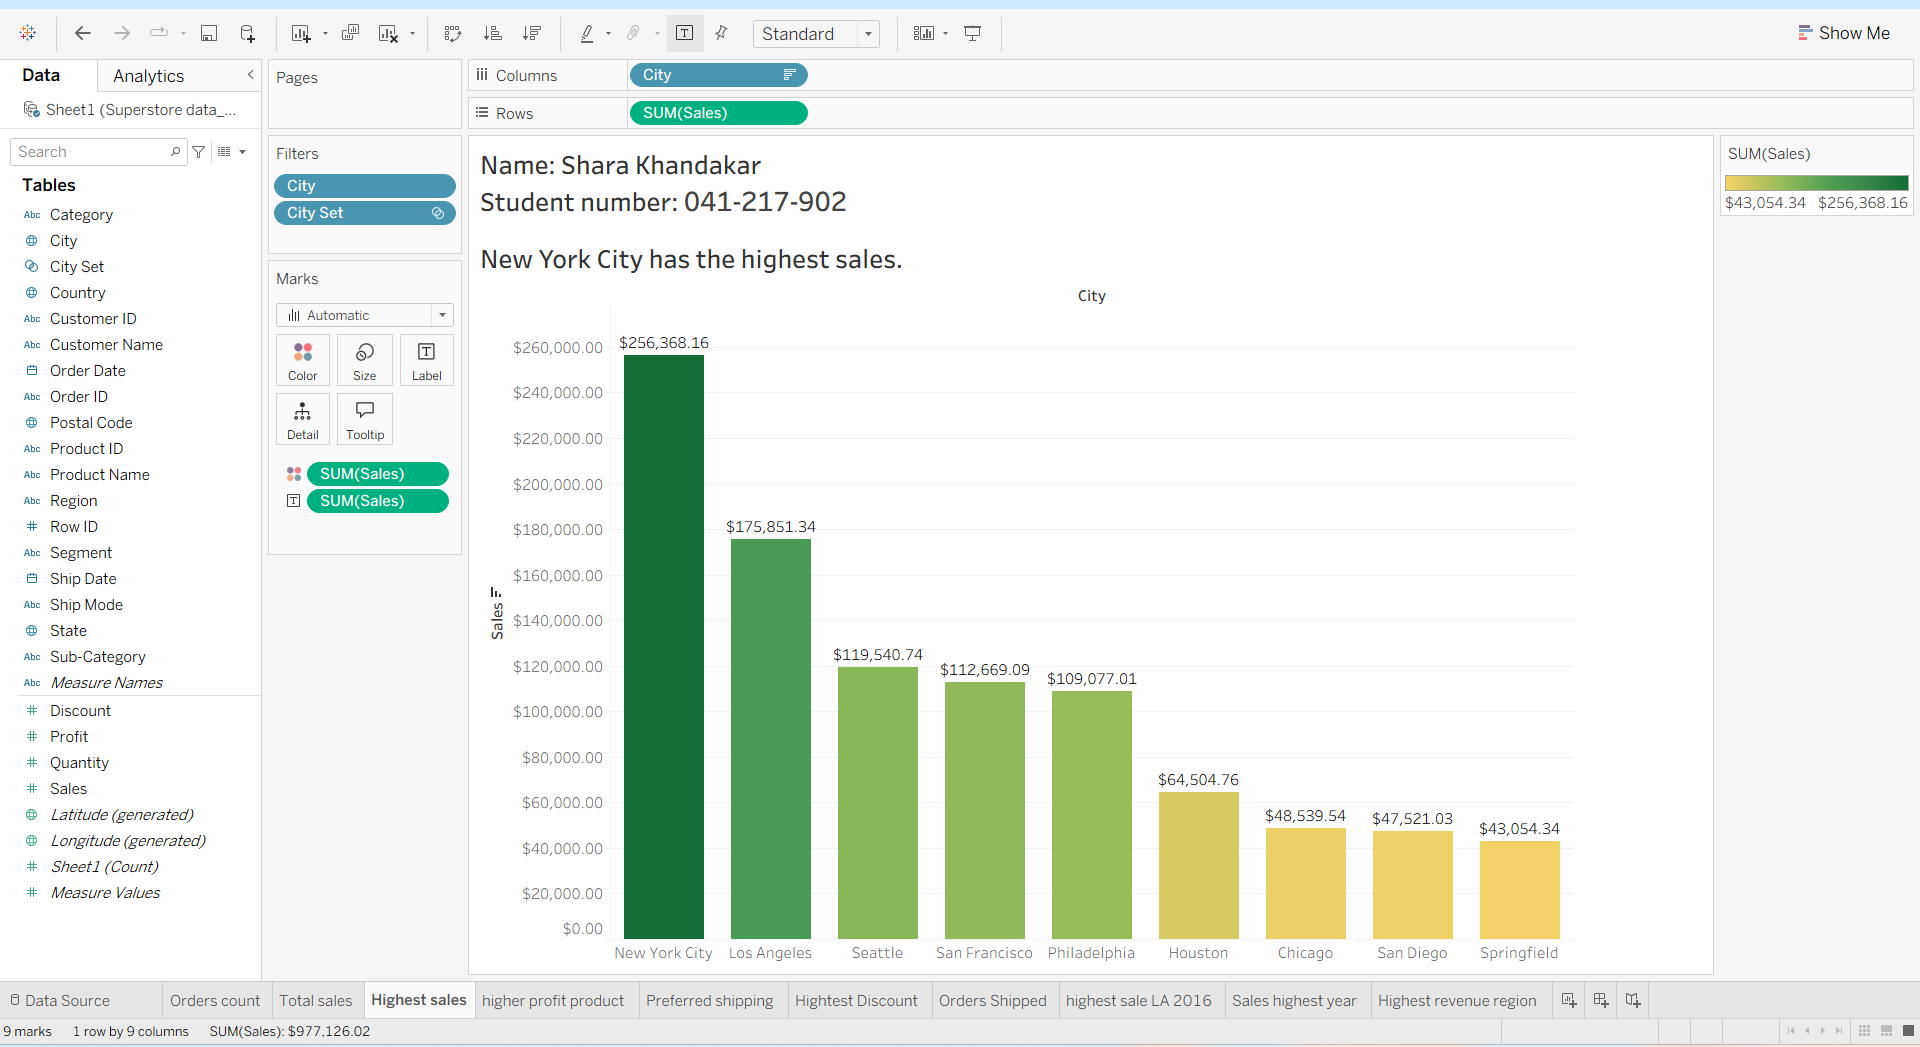 Standard
Show Me
Data
Analytics
Sheet1 (Superstore data_...
Search
Tables
Abc Category
City
City Set
Country
Abc Customer ID
Abc Customer Name
Order Date
Abc Order ID
Postal Code
Abc Product ID
Abc Product Name
Abc Region
# Row ID
Abc Segment
Ship Date
Abc Ship Mode
State
Abc Sub-Category
Abc Measure Names
# Discount
# Profit
# Quantity
# Sales
Latitude (generated)
Longitude (generated)
# Sheet1 (Count)
# Measure Values
Pages
Filters
City
City Set
Marks
Automatic
Color
Size
T
Label
Detail
Tooltip
SUM(Sales)
T SUM(Sales)
Columns
City
Rows
SUM(Sales)
Name: Shara Khandakar
Student number: 041-217-902
New York City has the highest sales.
City
Sales
$260,000.00
$240,000.00
$220,000.00
$200,000.00
$180,000.00
$160,000.00
$140,000.00
$120,000.00
$100,000.00
$80,000.00
$60,000.00
$40,000.00
$20,000.00
$0.00
$256,368.16
$175,851.34
$119,540.74
$112,669.09
$109,077.01
$64,504.76
$48,539.54
$47,521.03
$43,054.34
New York City
Los Angeles
Seattle
San Francisco
Philadelphia
Houston
Chicago
San Diego
Springfield
SUM(Sales)
$43,054.34 $256,368.16
Data Source
Orders count
Total sales
Highest sales
higher profit product
Preferred shipping
Hightest Discount
Orders Shipped
highest sale LA 2016
Sales highest year
Highest revenue region
9 marks 1 row by 9 columns SUM(Sales): $977,126.02